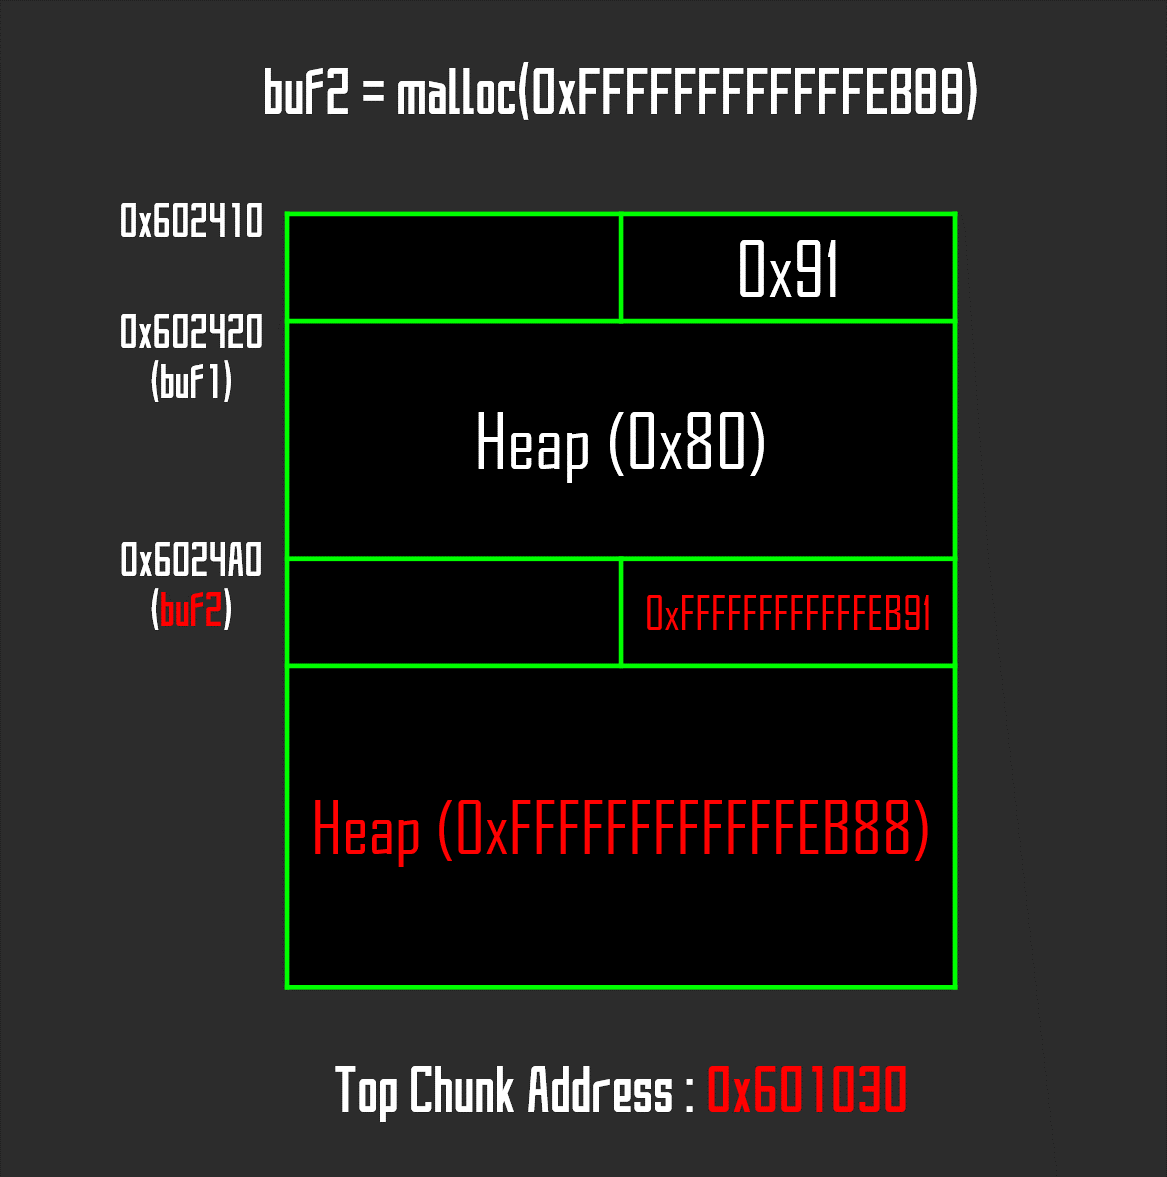 buf2 = malloc(0xFFFFFFFFFFFFEB88)
0x602410
0x91
0x602420
(buf1)
Heap (0x80)
0x6024A0
(buf2)
0xFFFFFFFFFFFFEB91
Heap (0xFFFFFFFFFFFFEB88)
Top Chunk Address : 0x601030